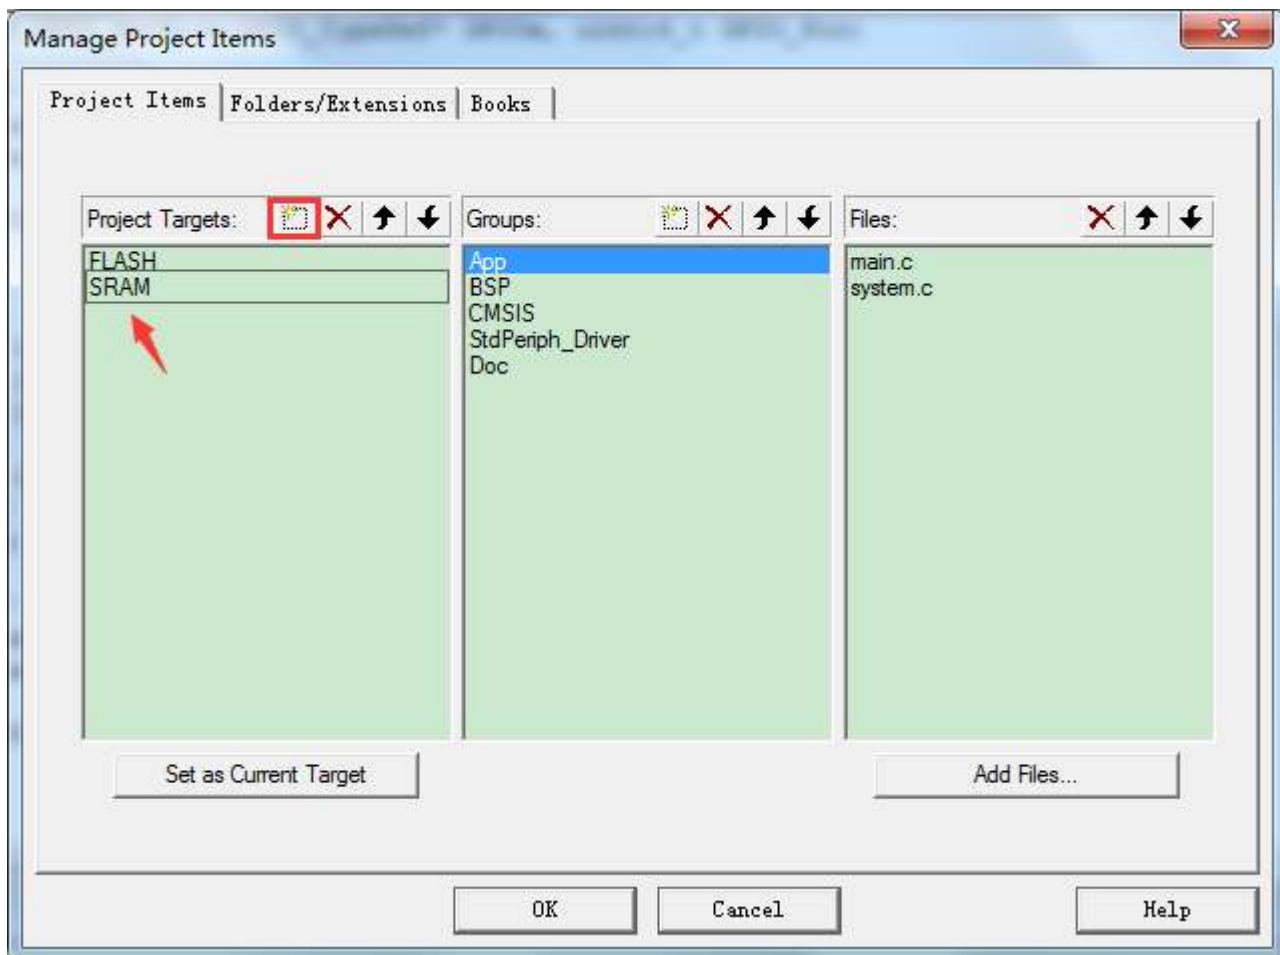 Manage Project Items
Project Items Folders/Extensions Books
Project Targets: Groups: Files:
FLASH
SRAM
App
BSP
CMSIS
StdPeriph_Driver
Doc
main.c
system.c
Set as Current Target
Add Files...
OK Cancel Help